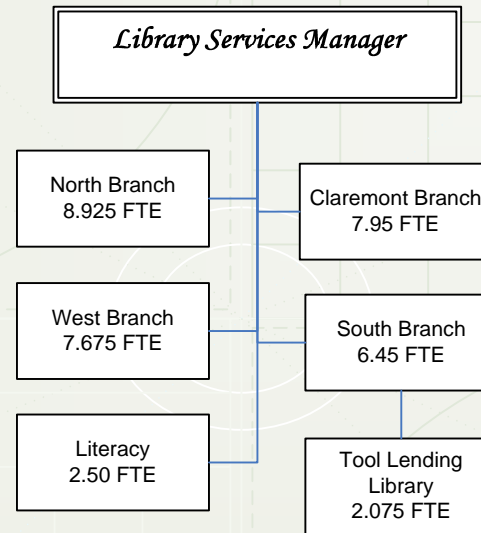 Library Services Manager
North Branch
8.925 FTE
Claremont Branch
7.95 FTE
West Branch
7.675 FTE
South Branch
6.45 FTE
Literacy
2.50 FTE
Tool Lending
Library
2.075 FTE